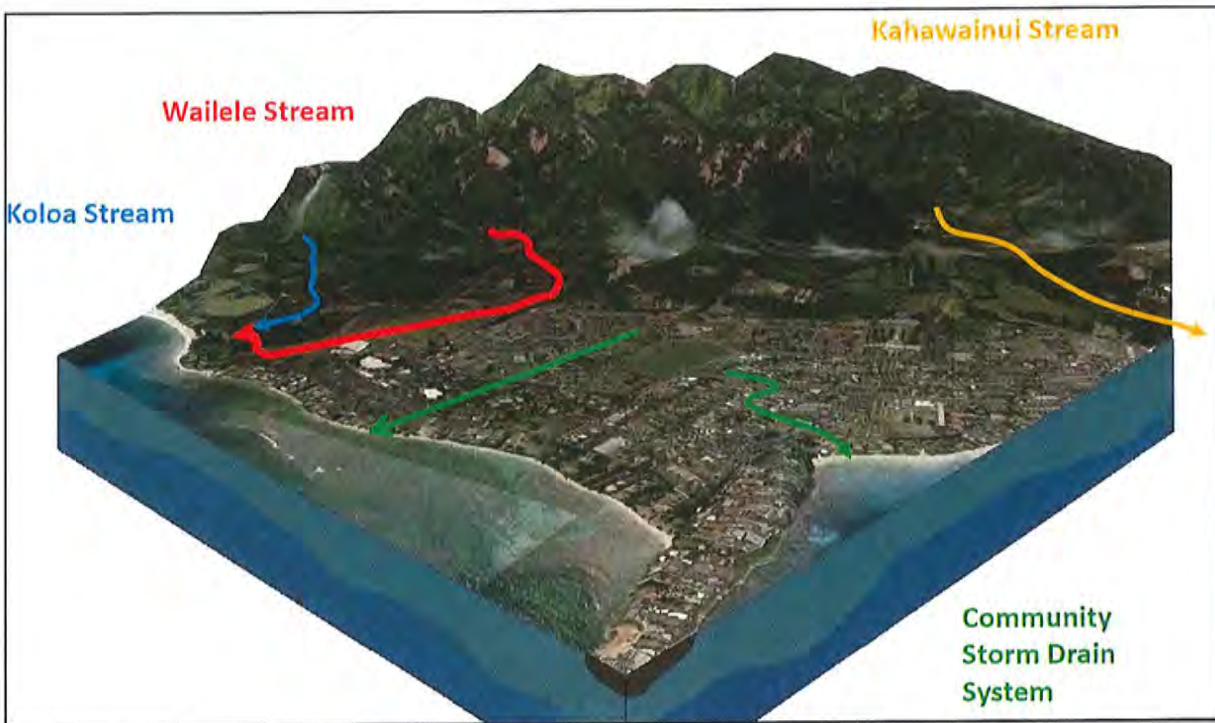 Kahawainui Stream
Wailele Stream
Koloa Stream
Community
Storm Drain
System